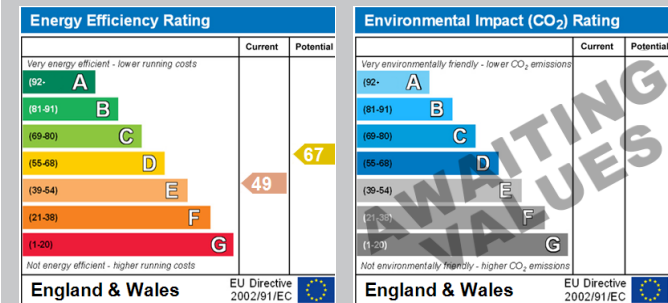 Energy Efficiency Rating
Current Potential
Very energy efficient - lower running costs
(92- A
(81-91) B
(69-80) C
(55-68) D
(39-54) E
(21-38) F
(1-20) G
49
67
Not energy efficient - higher running costs
England & Wales
EU Directive
2002/91/EC
Environmental Impact (CO2) Rating
Current Potential
Very environmentally friendly - lower CO2 emissions
(92- A
(81-91) B
(69-80) C
(55-68) D
(39-54) E
(21-38) F
(1-20) G
AWAITING
VALUES
Not environmentally friendly - higher CO2 emissions
England & Wales
EU Directive
2002/91/EC